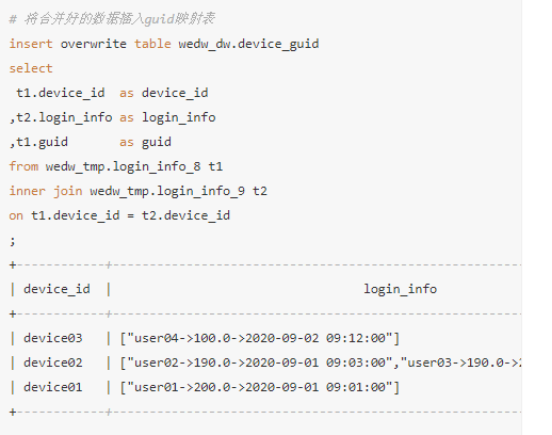 # 将合并好的数据插入guid映射表
insert overwrite table wedw_dw.device_guid
select
t1.device_id as device_id
,t2.login_info as login_info
,t1.guid as guid
from wedw_tmp.login_info_8 t1
inner join wedw_tmp.login_info_9 t2
on t1.device_id = t2.device_id
;
+-----------+-----------------------------------------------------
| device_id | login_info
+-----------+-----------------------------------------------------
| device03 | ["user04->100.0->2020-09-02 09:12:00"]
| device02 | ["user02->190.0->2020-09-01 09:03:00","user03->190.0->
| device01 | ["user01->200.0->2020-09-01 09:01:00"]
+-----------+-----------------------------------------------------